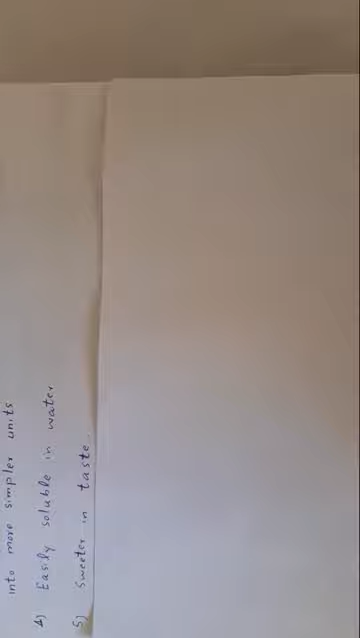 into more simpler units
4) Easily soluble in water
5) Sweeter in taste.